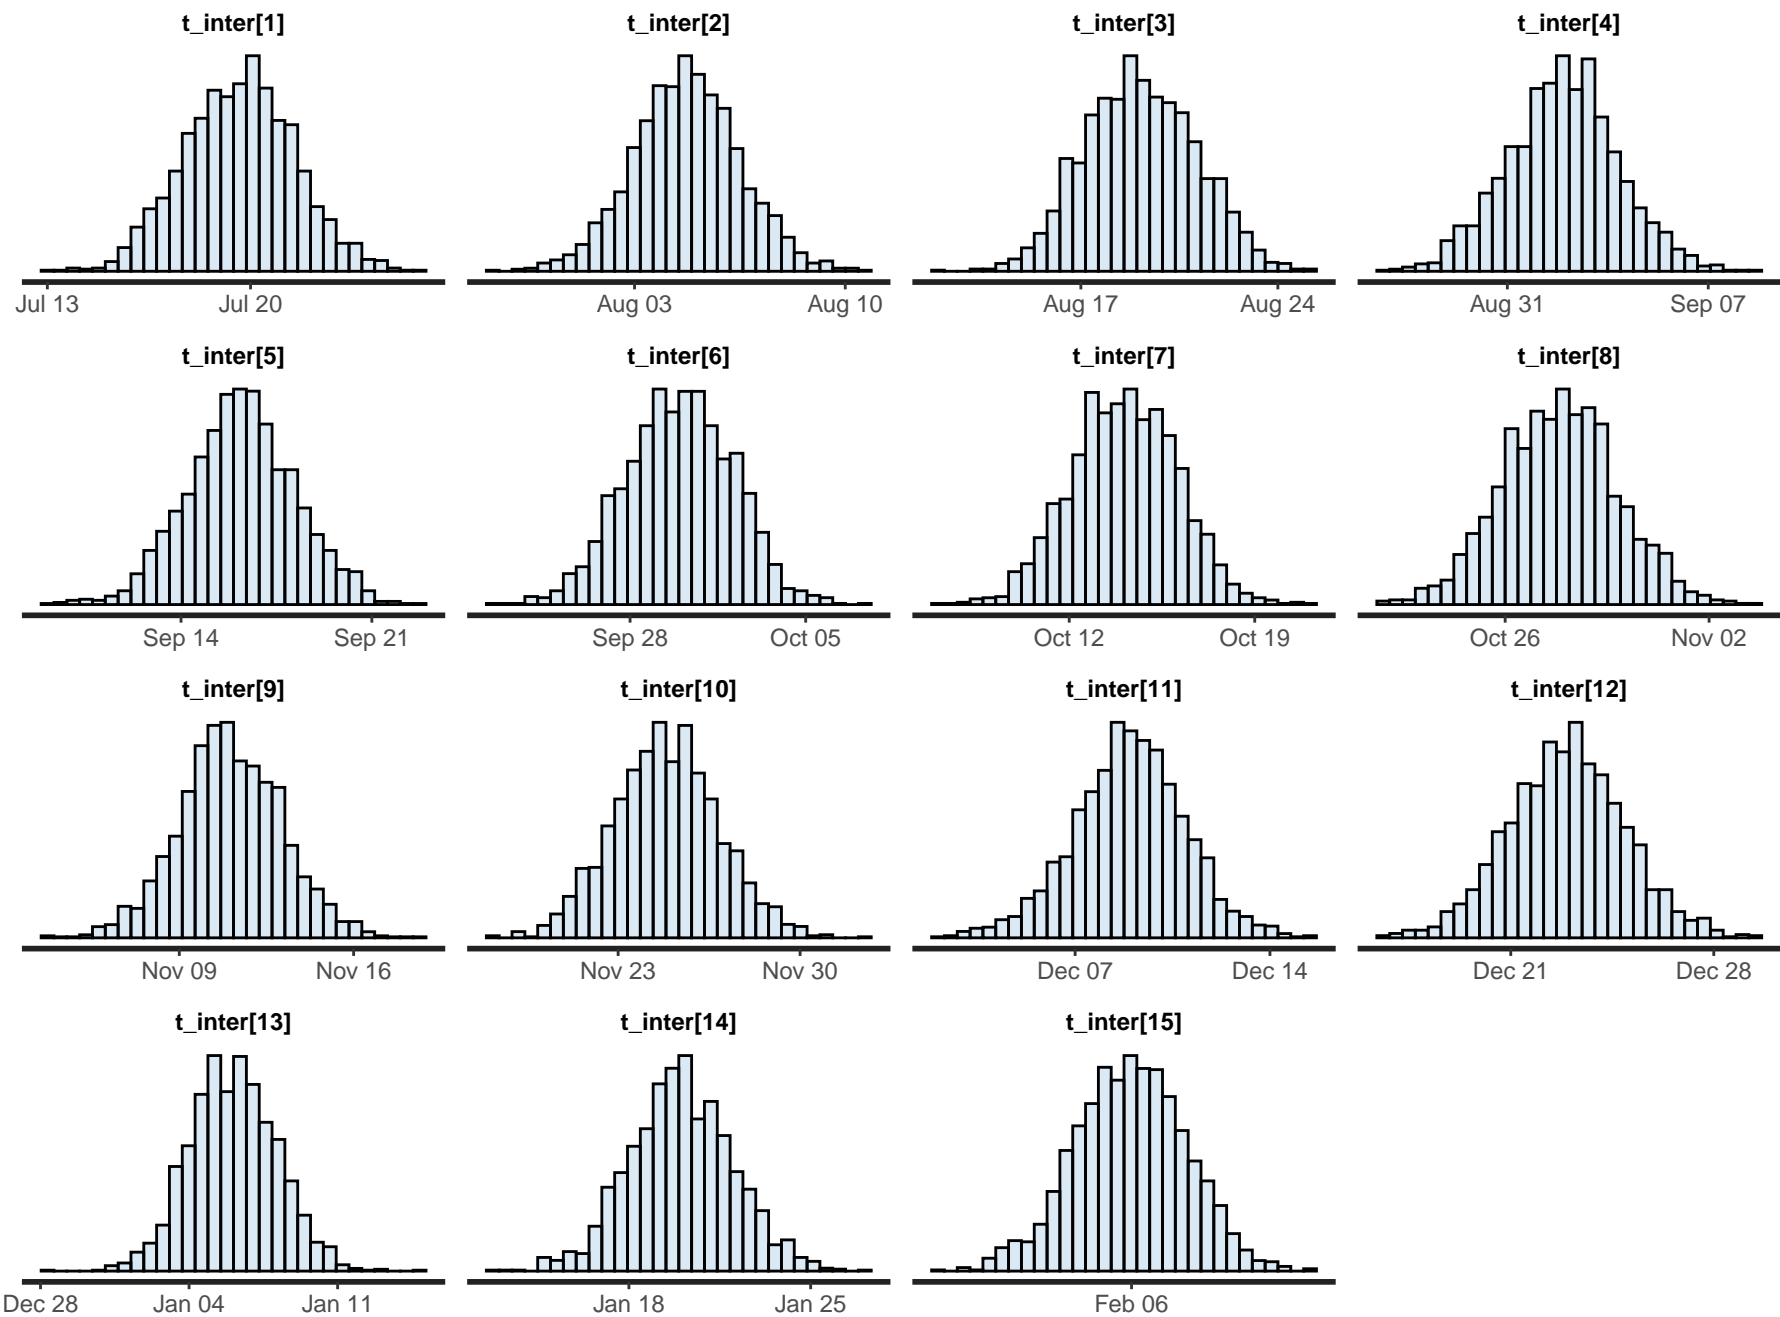 t_inter[1] t_inter[2] t_inter[3] t_inter[4]
Jul 13 Jul 20 Aug 03 Aug 10 Aug 17 Aug 24 Aug 31 Sep 07
t_inter[5] t_inter[6] t_inter[7] t_inter[8]
Sep 14 Sep 21 Sep 28 Oct 05 Oct 12 Oct 19 Oct 26 Nov 02
t_inter[9] t_inter[10] t_inter[11] t_inter[12]
Nov 09 Nov 16 Nov 23 Nov 30 Dec 07 Dec 14 Dec 21 Dec 28
t_inter[13] t_inter[14] t_inter[15]
Dec 28 Jan 04 Jan 11 Jan 18 Jan 25 Feb 06